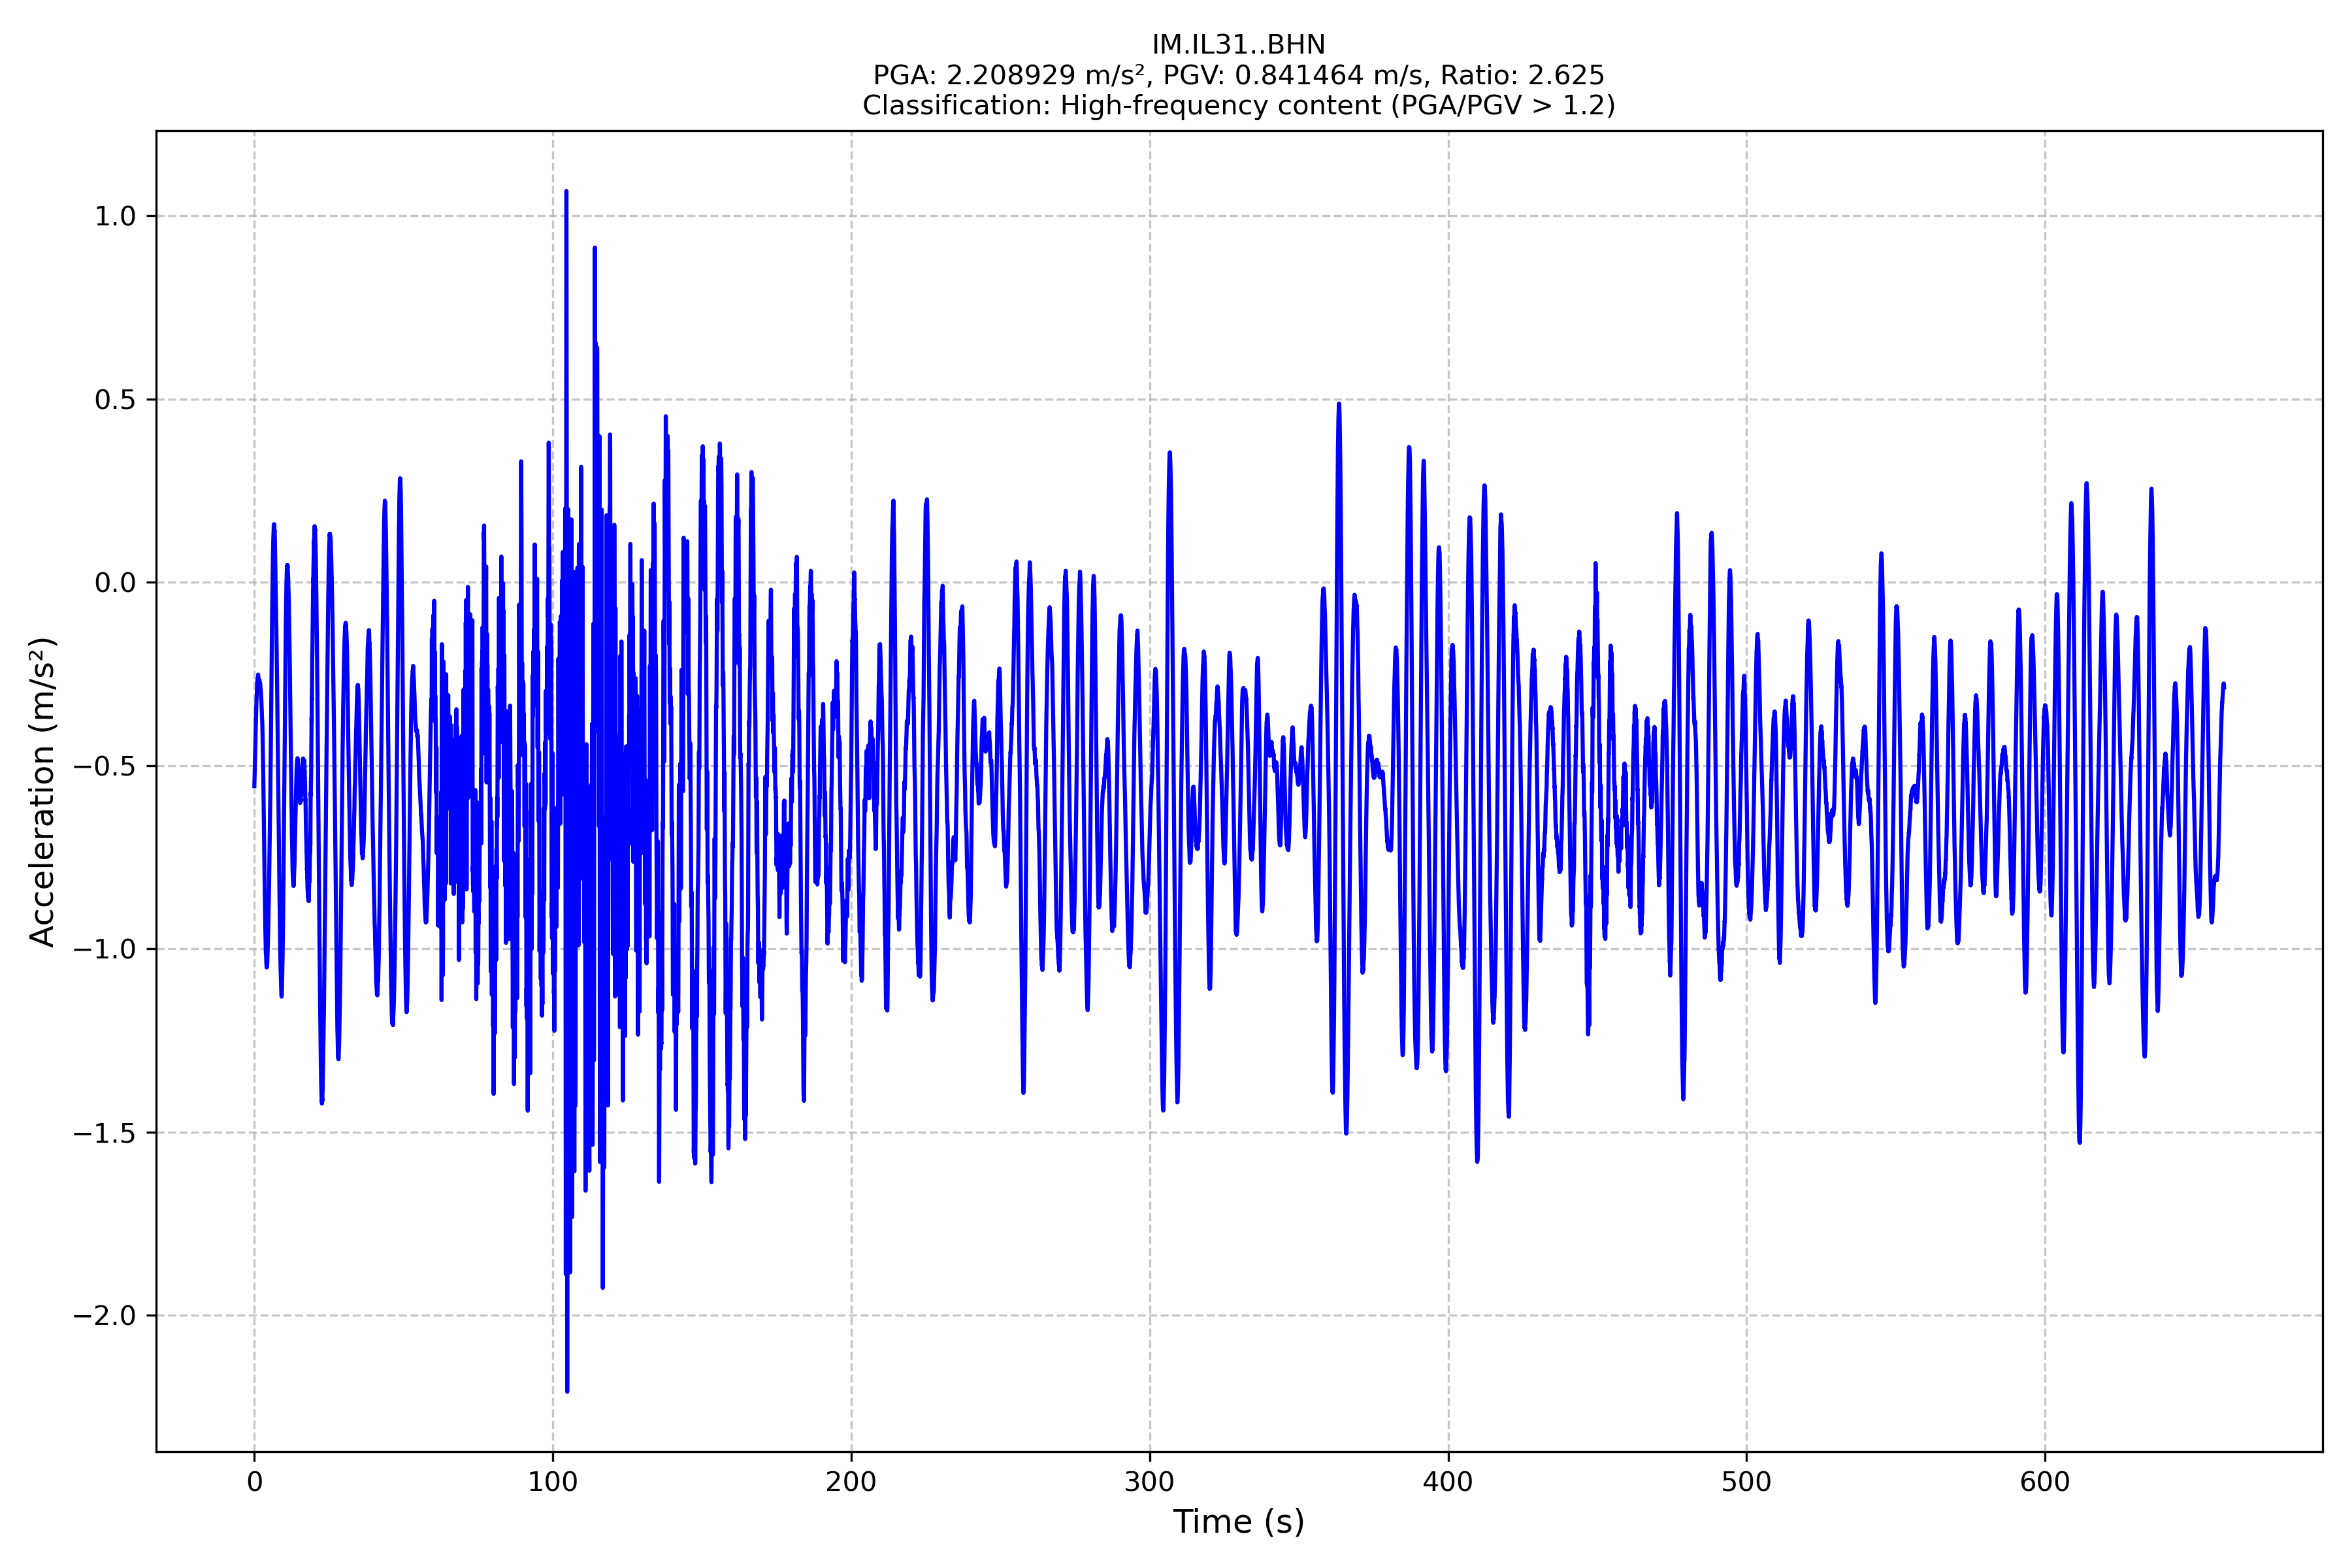 IM.IL31..BHN
PGA: 2.208929 m/s², PGV: 0.841464 m/s, Ratio: 2.625
Classification: High-frequency content (PGA/PGV > 1.2)
Acceleration (m/s²)
1.0
0.5
0.0
−0.5
−1.0
−1.5
−2.0
0
100
200
300
400
500
600
Time (s)